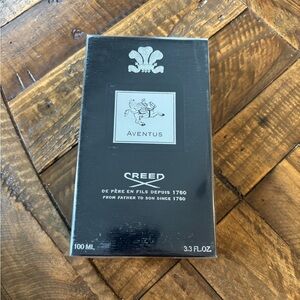 AVENTUS
CREED
DE PÈRE EN FILS DEPUIS 1760
FROM FATHER TO SON SINCE 1760
100 ML 3.3 FL.OZ.